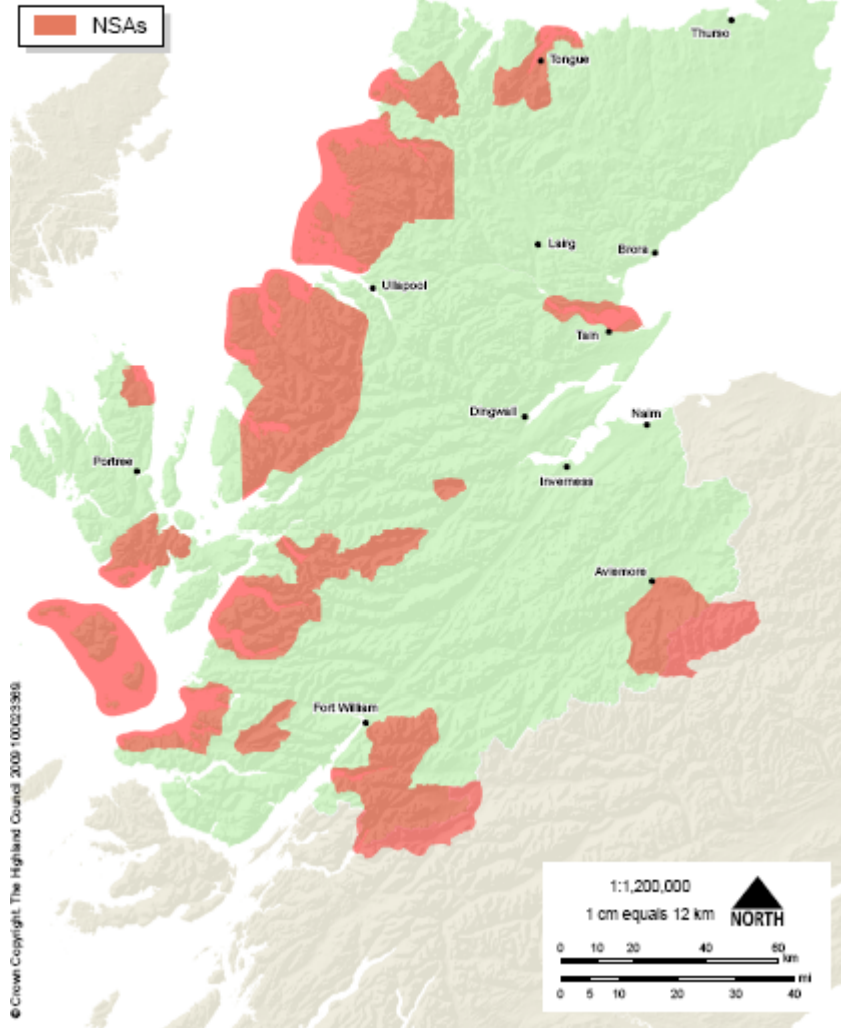 NSAs
Thurso
Tongue
Lairg
Brora
Ullapool
Tain
Dingwall
Nairn
Portree
Inverness
Aviemore
Fort William
1:1,200,000
1 cm equals 12 km
NORTH
0 10 20 40 60
km
mi
0 5 10 20 30 40
© Crown Copyright. The Highland Council 2009 100023369